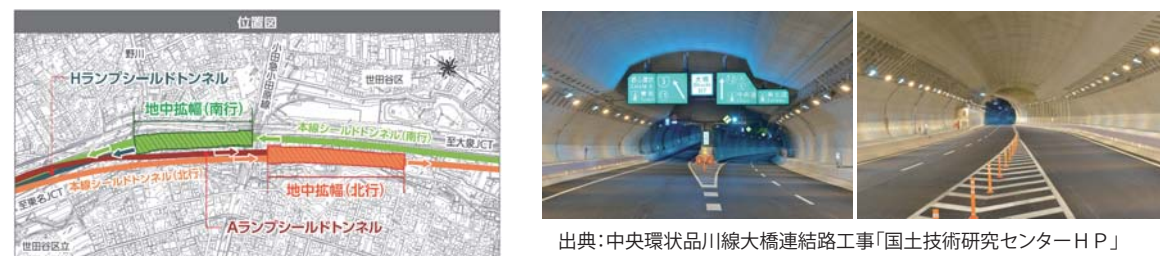 位置図
野川
小田急小田原線
世田谷区
Hランプシールドトンネル
地中拡幅(南行)
本線シールドトンネル(南行)
至大泉JCT
本線シールドトンネル(北行)
至東名JCT
地中拡幅(北行)
Aランプシールドトンネル
世田谷区立
大橋
出典:中央環状品川線大橋連結路工事「国土技術研究センターHP」